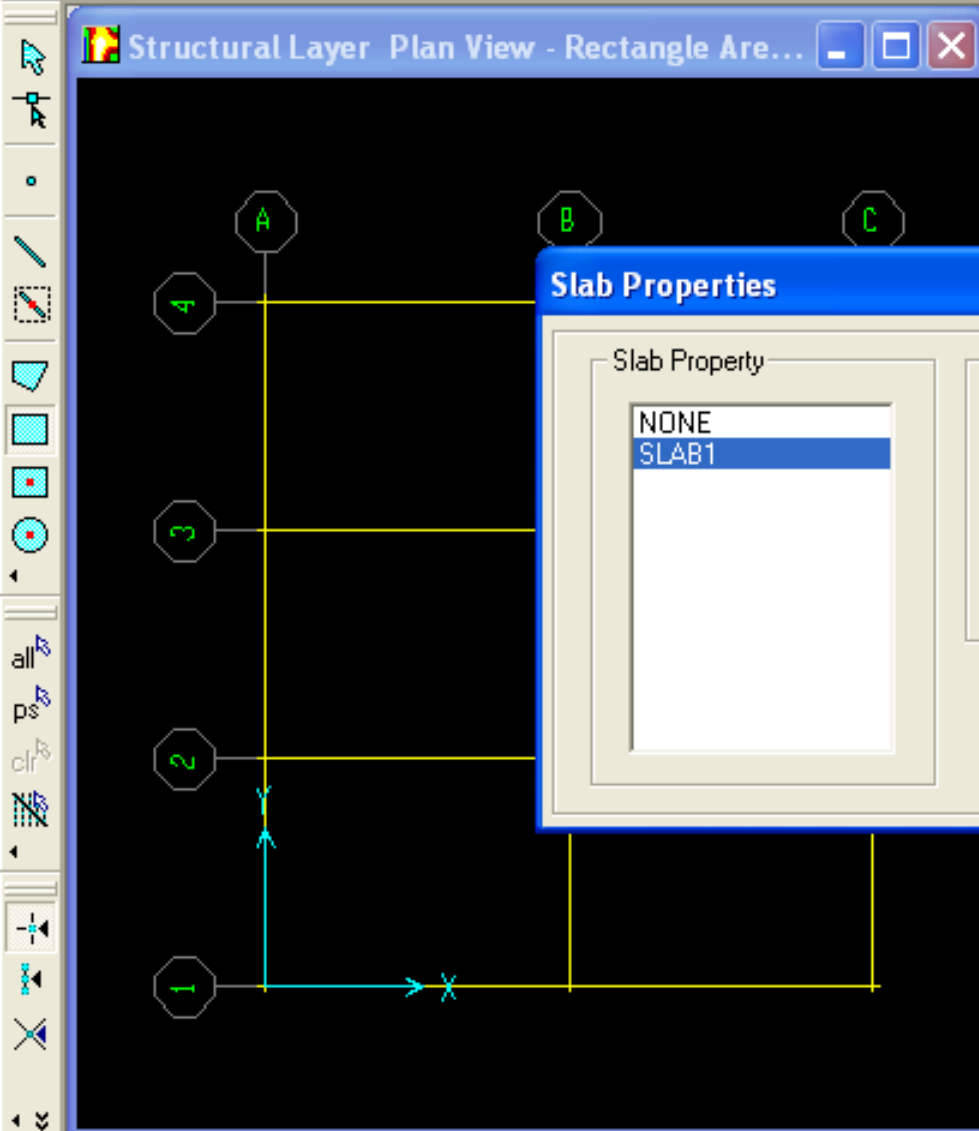 Structural Layer Plan View - Rectangle Are...
A
B
C
4
Slab Properties
Slab Property
NONE
SLAB1
3
all
ps
2
clr
Y
1
X